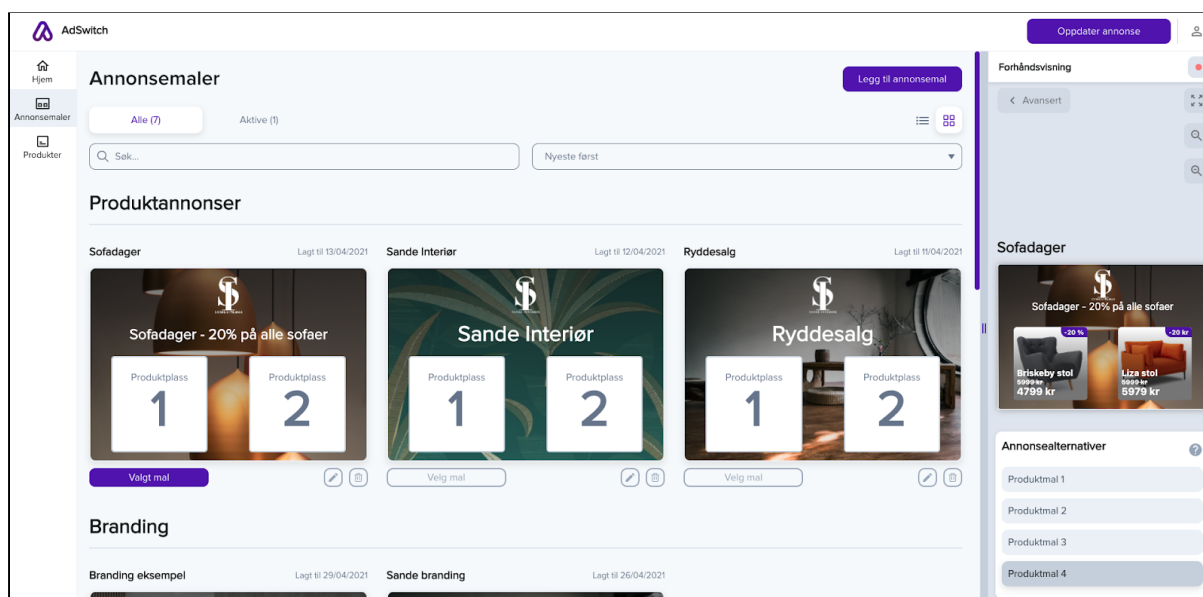 AdSwitch
Oppdater annonse
Hjem
Annonsemaler
Produkter
Annonsemaler
Legg til annonsemal
Alle (7)
Aktive (1)
Søk...
Nyeste først
Produktannonser
Sofadager
Lagt til 13/04/2021
Sofadager - 20% på alle sofaer
Produktplass
1
Produktplass
2
Valgt mal
Sande Interiør
Lagt til 12/04/2021
Sande Interiør
Produktplass
1
Produktplass
2
Velg mal
Ryddesalg
Lagt til 11/04/2021
Ryddesalg
Produktplass
1
Produktplass
2
Velg mal
Branding
Branding eksempel
Lagt til 29/04/2021
Sande branding
Lagt til 26/04/2021
Forhåndsvisning
Avansert
Sofadager
Sofadager - 20% på alle sofaer
-20 %
Briskeby stol
5999 kr
4799 kr
-20 kr
Liza stol
5999 kr
5979 kr
Annonsealternativer
?
Produktmal 1
Produktmal 2
Produktmal 3
Produktmal 4